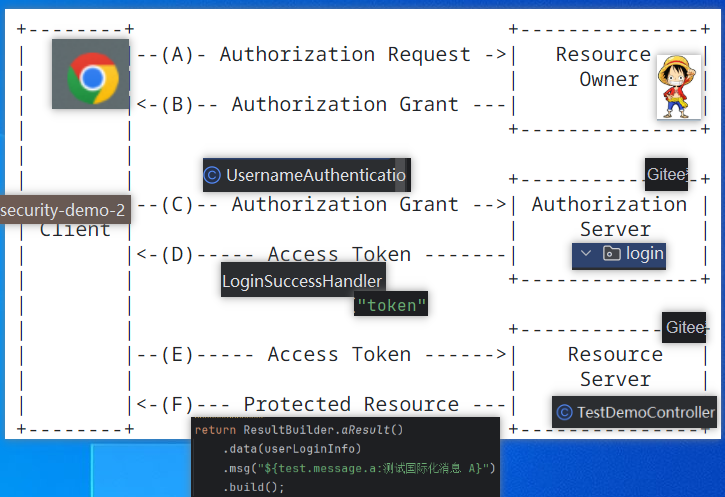 +--------+                               +---------------+
|        |--(A)- Authorization Request ->|   Resource    |
|        |                               |     Owner     |
|        |<-(B)-- Authorization Grant ---|               |
|        |                               +---------------+
UsernameAuthenticatio
Gitee
security-demo-2
|        |                               +---------------+
|        |--(C)-- Authorization Grant -->| Authorization |
| Client |                               |     Server    |
|        |<-(D)----- Access Token -------|               |
login
LoginSuccessHandler
"token"
|        |                               +---------------+
Gitee
|        |                               +---------------+
|        |--(E)----- Access Token ------>|    Resource   |
|        |                               |     Server    |
|        |<-(F)--- Protected Resource ---|               |
TestDemoController
+--------+                               +---------------+
return ResultBuilder.aResult()
.data(userLoginInfo)
.msg("${test.message.a:测试国际化消息 A}")
.build();